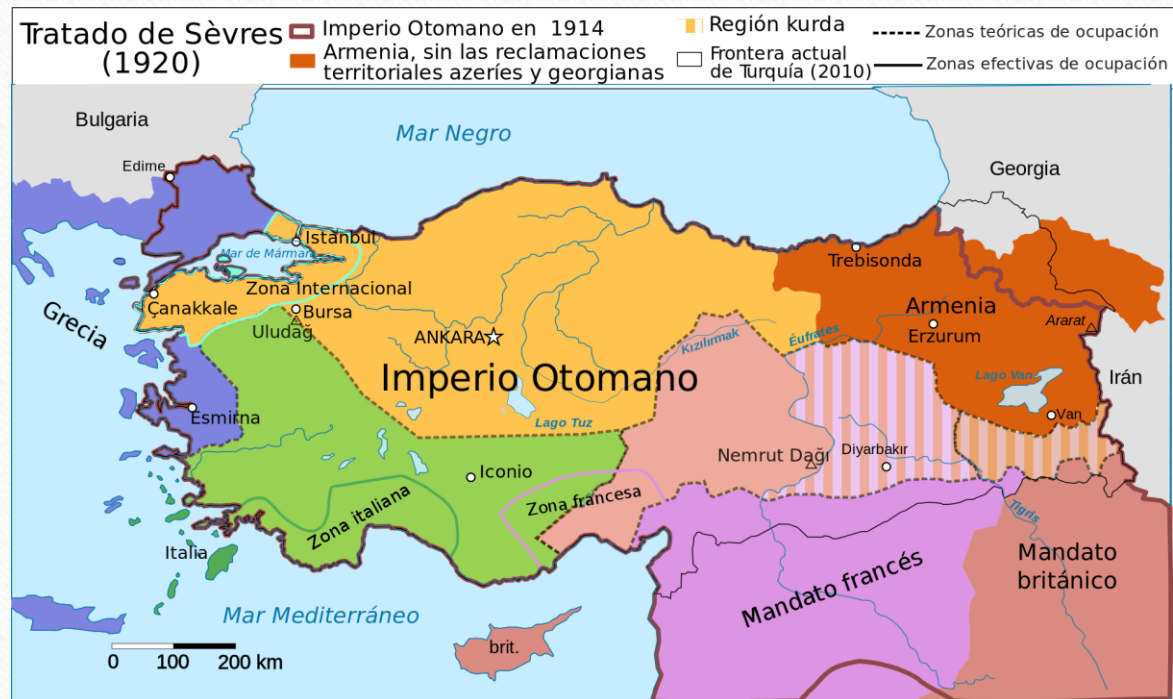 Tratado de Sèvres
(1920)
Imperio Otomano en 1914
Armenia, sin las reclamaciones
territoriales azeríes y georgianas
Región kurda
Frontera actual
de Turquía (2010)
Zonas teóricas de ocupación
Zonas efectivas de ocupación
Bulgaria
Mar Negro
Georgia
Edirne
Istanbul
Mar de Mármara
Trebisonda
Zona Internacional
Çanakkale
Bursa
Armenia
Grecia
Uludağ
ANKARA
Kızılırmak
Éufrates
Erzurum
Ararat
Imperio Otomano
Lago Van
Irán
Esmirna
Lago Tuz
Van
Nemrut Dağı
Diyarbakır
Iconio
Zona italiana
Zona francesa
Tigris
Italia
Mandato francés
Mandato
británico
Mar Mediterráneo
brit.
0 100 200 km